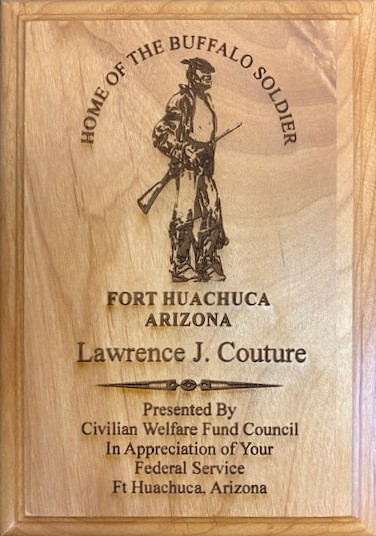 HOME OF THE BUFFALO SOLDIER
FORT HUACHUCA
ARIZONA
Lawrence J. Couture
Presented By
Civilian Welfare Fund Council
In Appreciation of Your
Federal Service
Ft Huachuca, Arizona